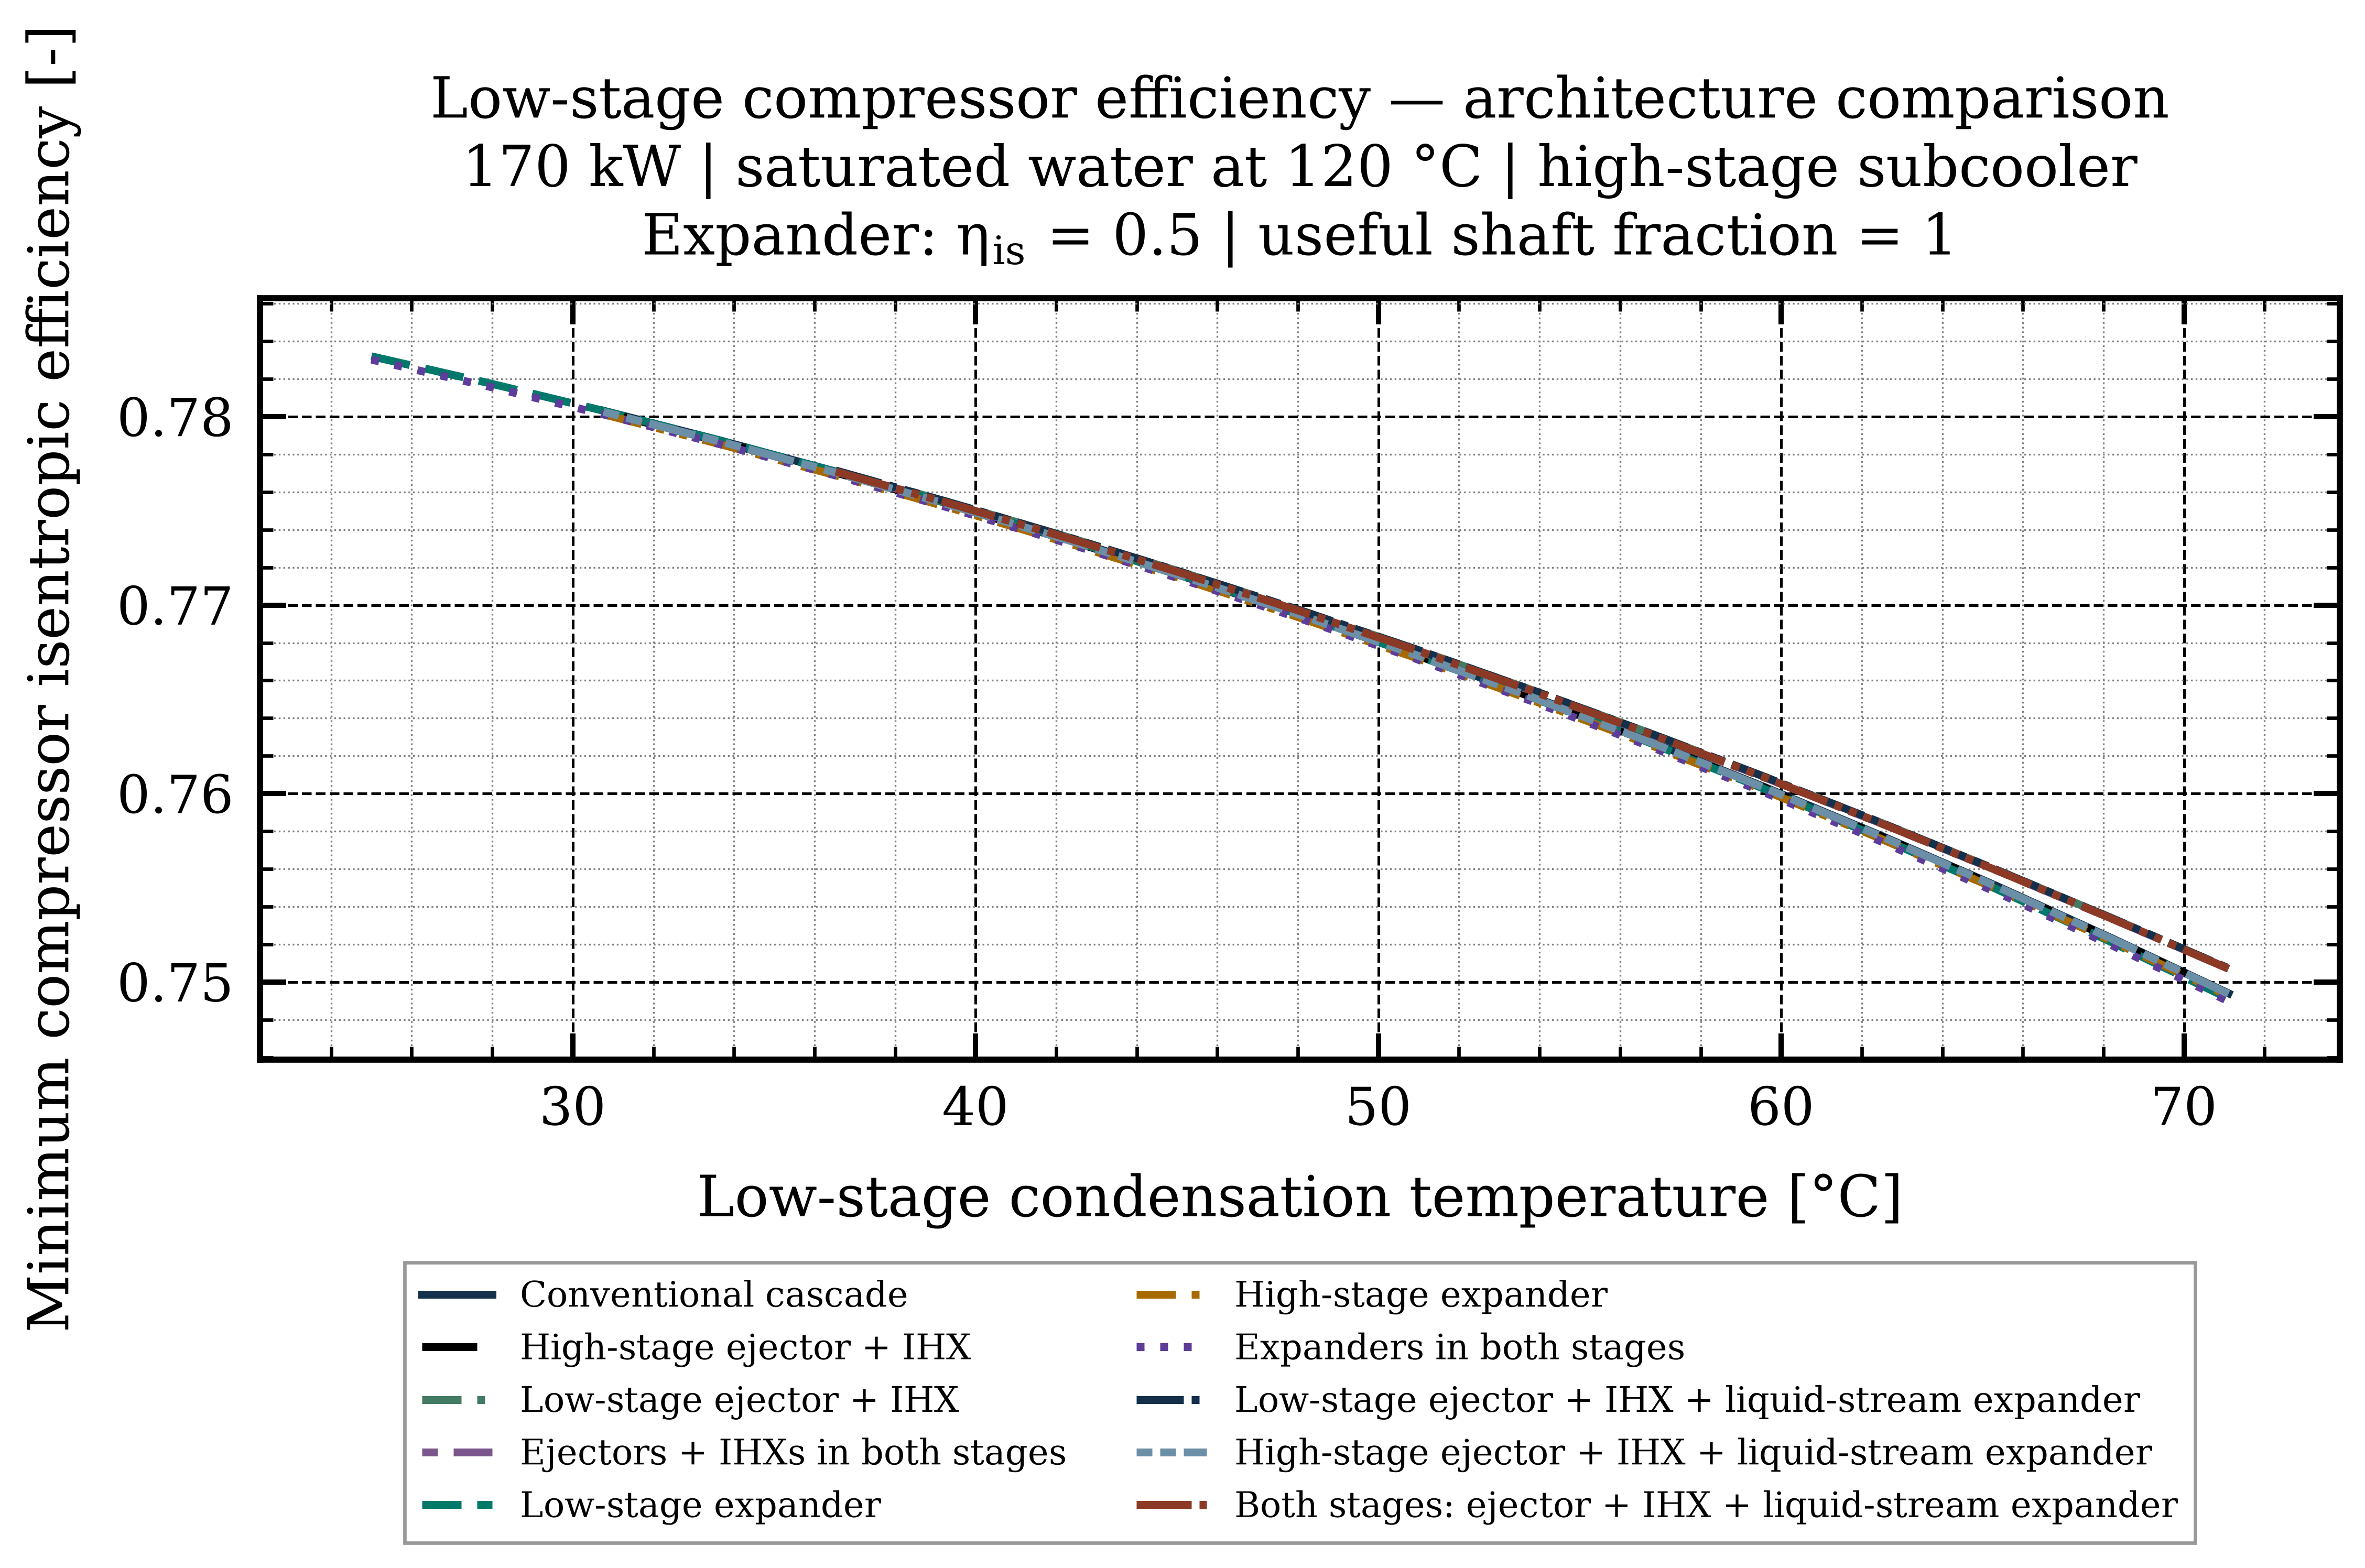 Low-stage compressor efficiency — architecture comparison
170 kW | saturated water at 120 °C | high-stage subcooler
Expander: ηis = 0.5 | useful shaft fraction = 1
Minimum compressor isentropic efficiency [-]
0.78
0.77
0.76
0.75
30 40 50 60 70
Low-stage condensation temperature [°C]
Conventional cascade
High-stage ejector + IHX
Low-stage ejector + IHX
Ejectors + IHXs in both stages
Low-stage expander
High-stage expander
Expanders in both stages
Low-stage ejector + IHX + liquid-stream expander
High-stage ejector + IHX + liquid-stream expander
Both stages: ejector + IHX + liquid-stream expander